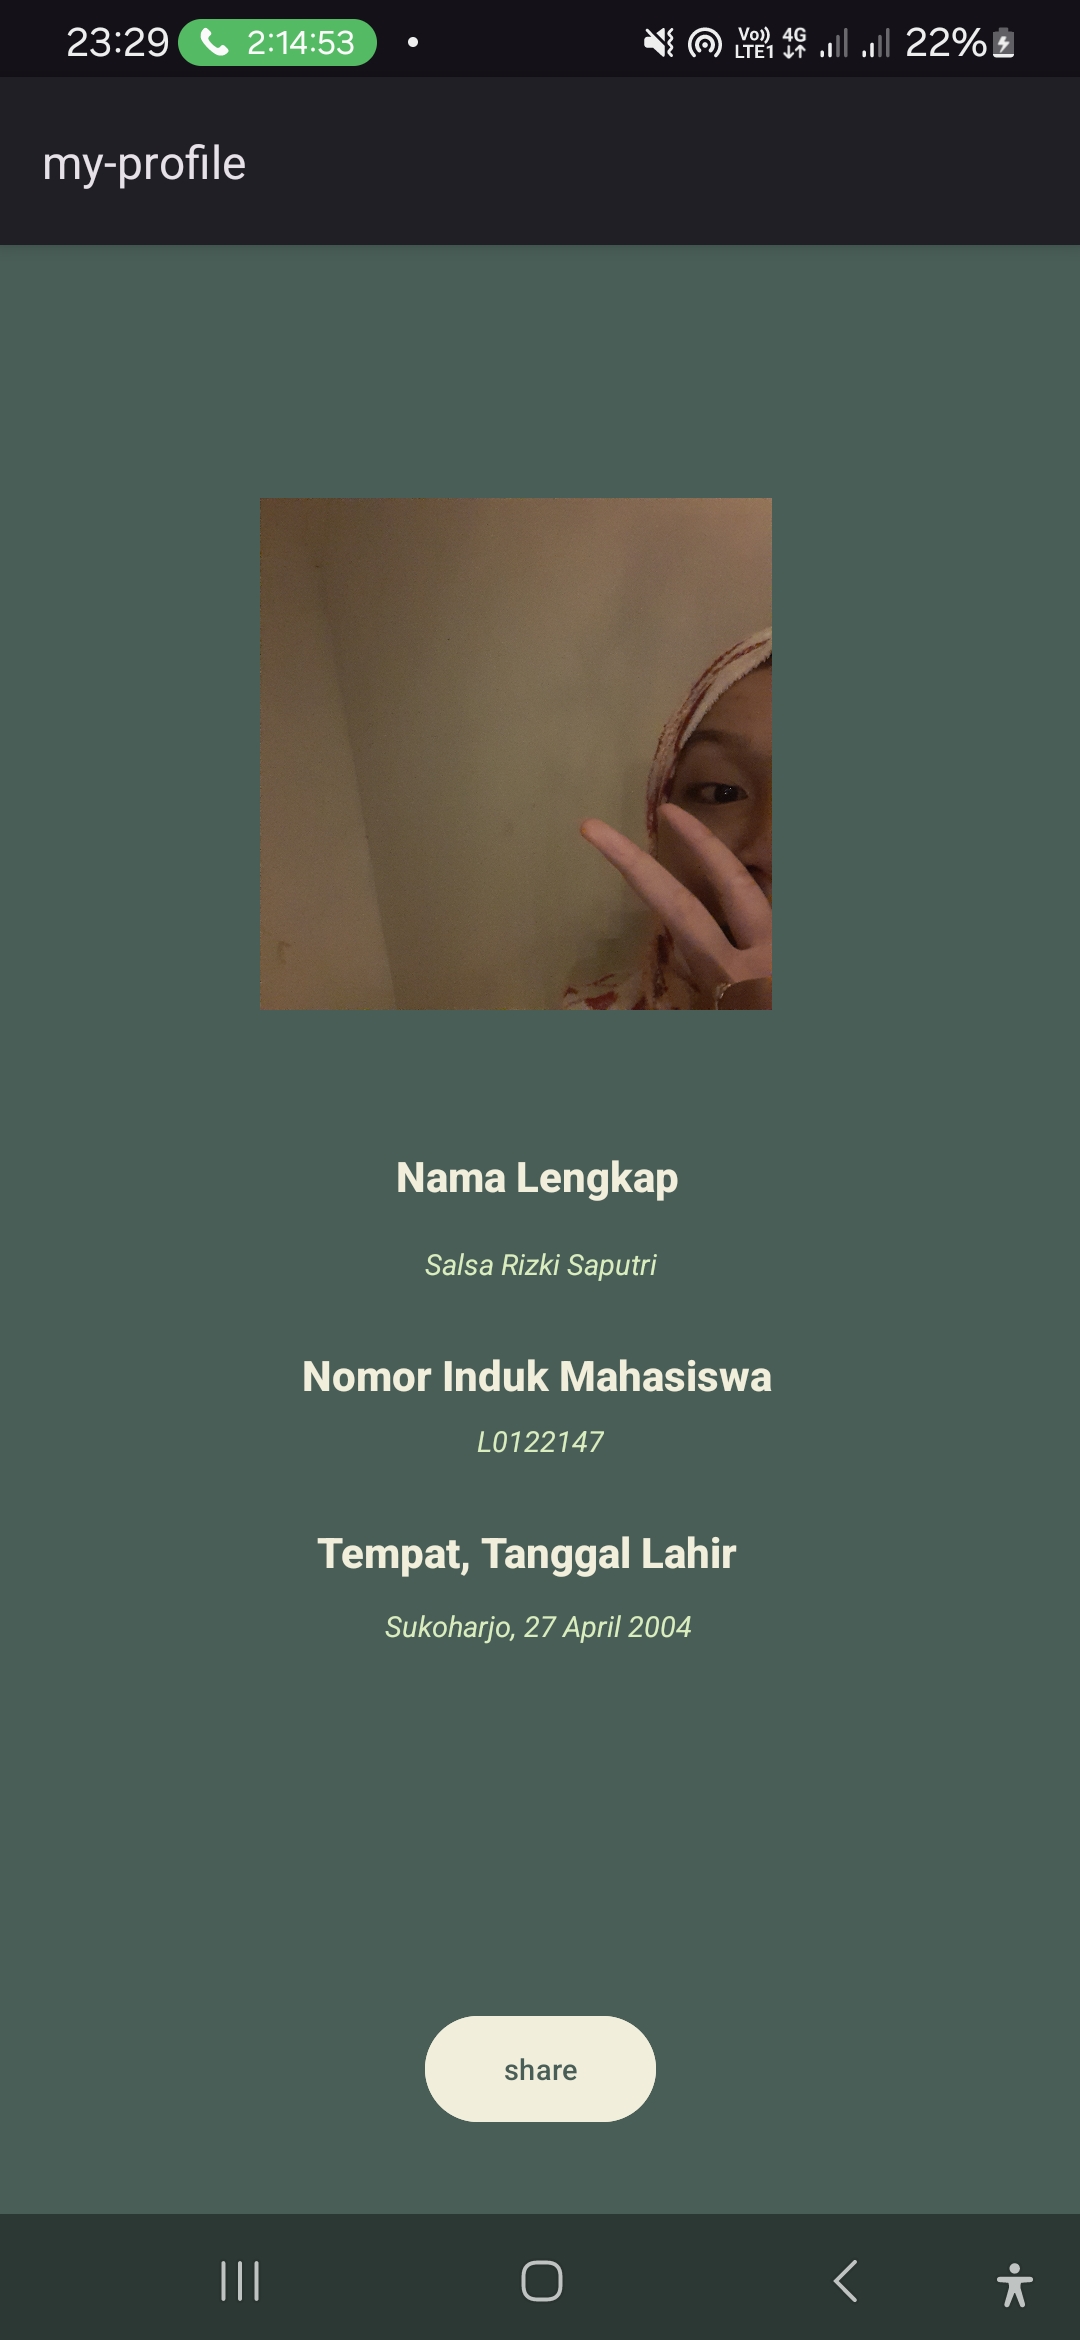 23:29 2:14:53 Vo)) LTE1 4G 22%
my-profile
Nama Lengkap
Salsa Rizki Saputri
Nomor Induk Mahasiswa
L0122147
Tempat, Tanggal Lahir
Sukoharjo, 27 April 2004
share